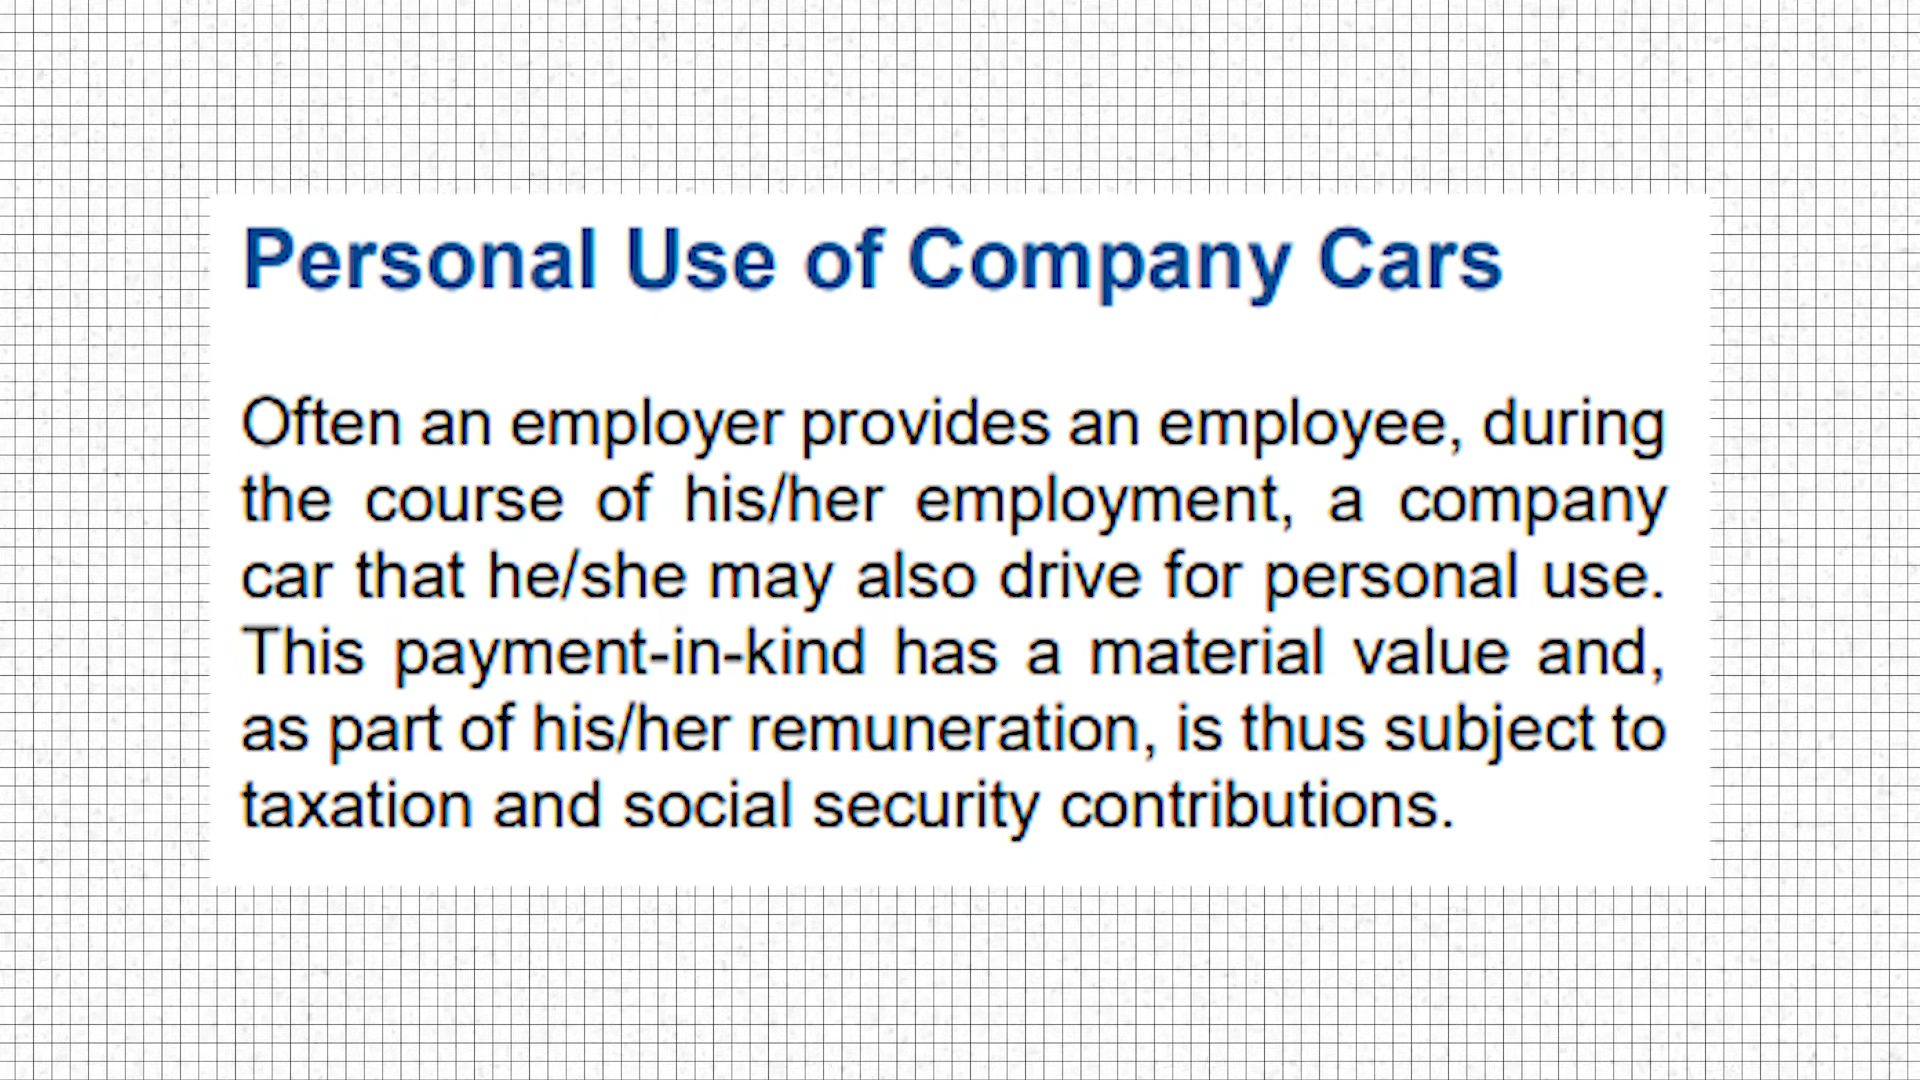 Personal Use of Company Cars
Often an employer provides an employee, during
the course of his/her employment, a company
car that he/she may also drive for personal use.
This payment-in-kind has a material value and,
as part of his/her remuneration, is thus subject to
taxation and social security contributions.